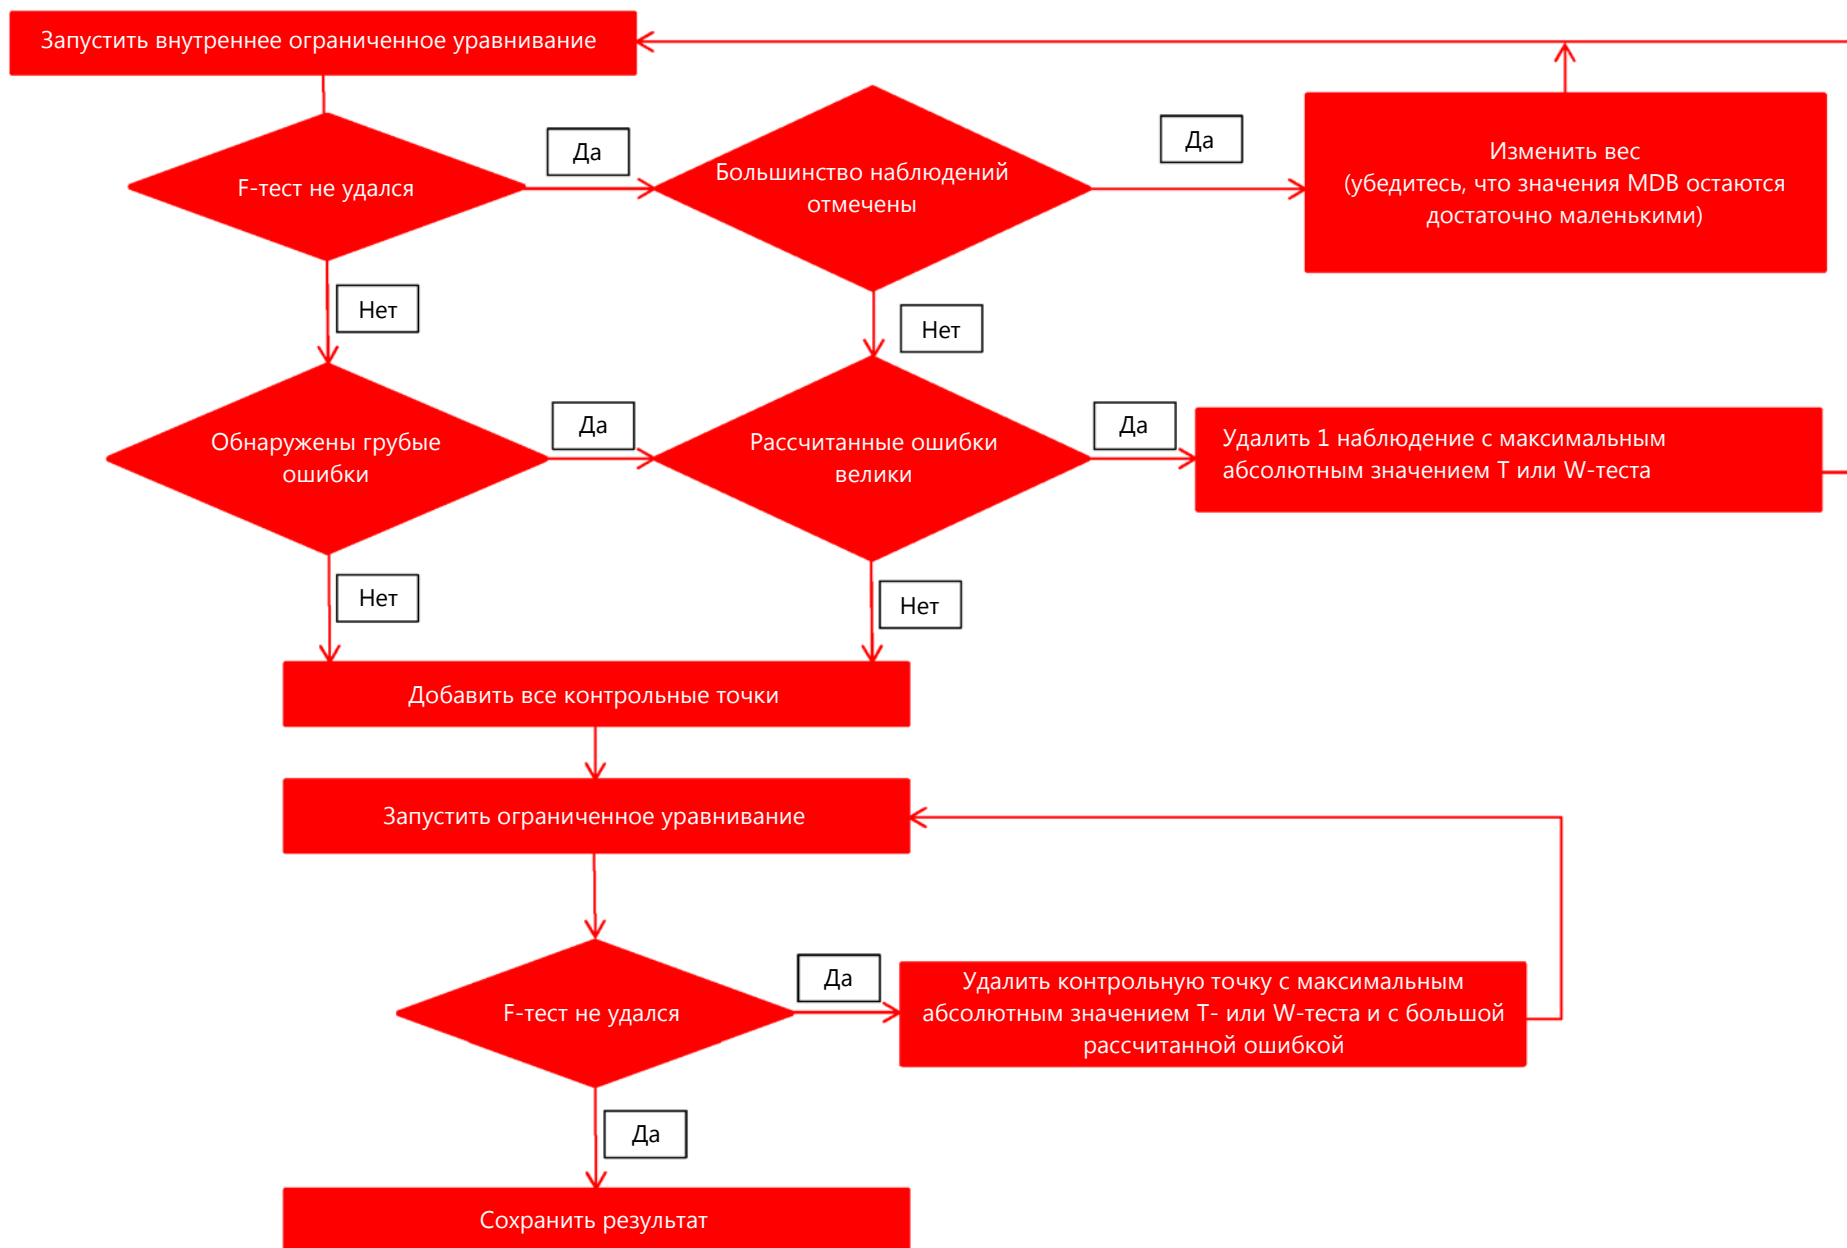 Запустить внутреннее ограниченное уравнивание
F-тест не удался
Да
Большинство наблюдений
отмечены
Да
Изменить вес
(убедитесь, что значения MDB остаются
достаточно маленькими)
Нет
Нет
Обнаружены грубые
ошибки
Да
Рассчитанные ошибки
велики
Да
Удалить 1 наблюдение с максимальным
абсолютным значением T или W-теста
Нет
Нет
Добавить все контрольные точки
Запустить ограниченное уравнивание
F-тест не удался
Да
Удалить контрольную точку с максимальным
абсолютным значением T- или W-теста и с большой
рассчитанной ошибкой
Да
Сохранить результат